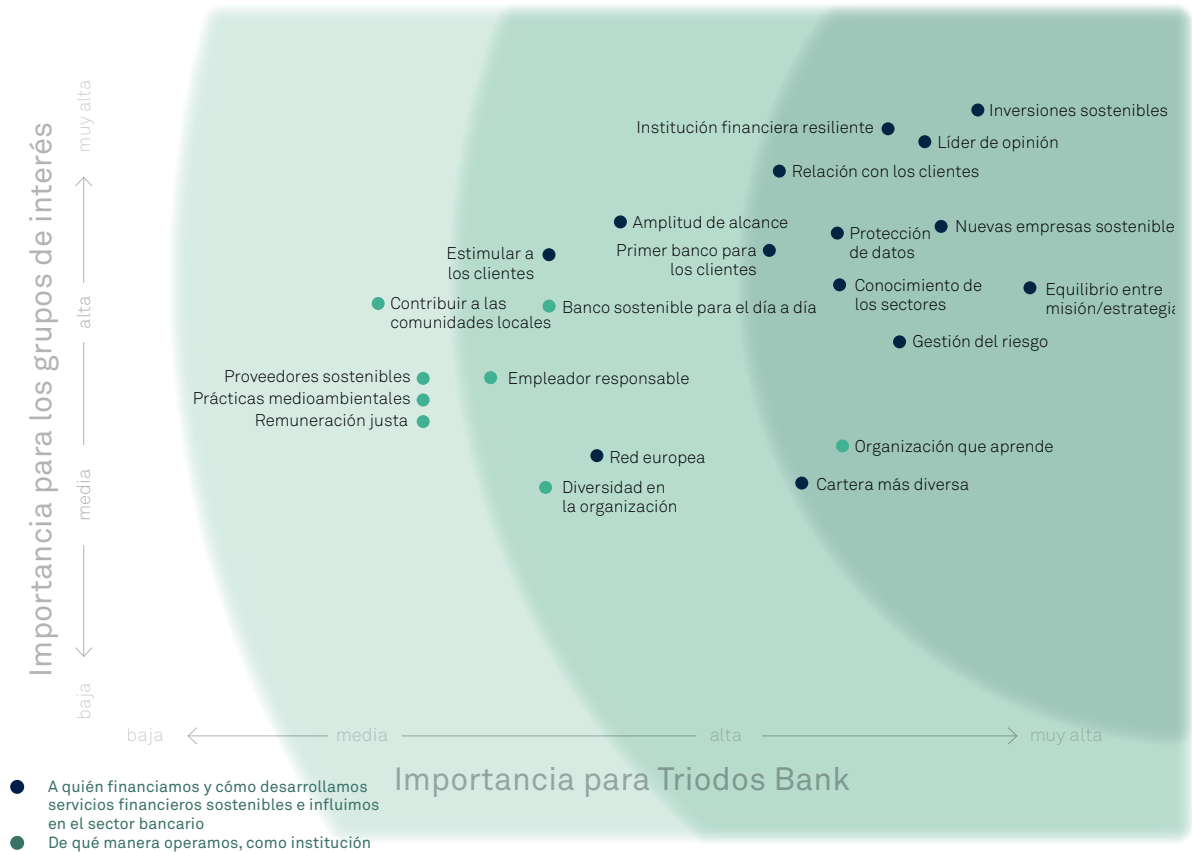 Importancia para los grupos de interés
muy alta
alta
media
baja
Inversiones sostenibles
Institución financiera resiliente
Líder de opinión
Relación con los clientes
Amplitud de alcance
Nuevas empresas sostenible
Protección
de datos
Estimular a
los clientes
Primer banco para
los clientes
Conocimiento de
los sectores
Equilibrio entre
misión/estrategia
Contribuir a las
comunidades locales
Banco sostenible para el día a día
Gestión del riesgo
Proveedores sostenibles
Empleador responsable
Prácticas medioambientales
Remuneración justa
Organización que aprende
Red europea
Cartera más diversa
Diversidad en
la organización
baja
media
alta
muy alta
Importancia para Triodos Bank
A quién financiamos y cómo desarrollamos
servicios financieros sostenibles e influimos
en el sector bancario
De qué manera operamos, como institución